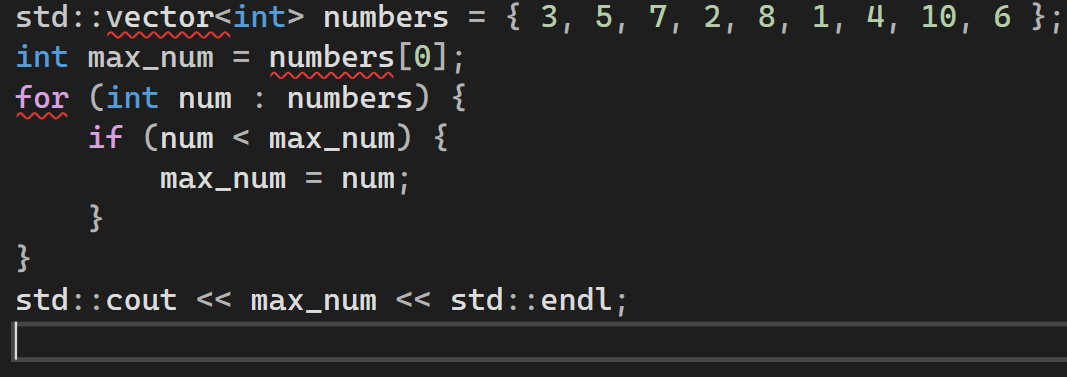 std::vector<int> numbers = { 3, 5, 7, 2, 8, 1, 4, 10, 6 };
int max_num = numbers[0];
for (int num : numbers) {
    if (num < max_num) {
        max_num = num;
    }
}
std::cout << max_num << std::endl;